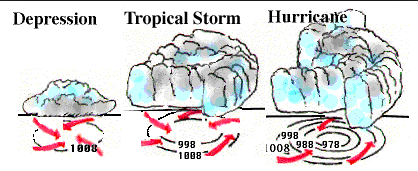 Depression
Tropical Storm
Hurricane
1008
998
1008
998
1008
988
978